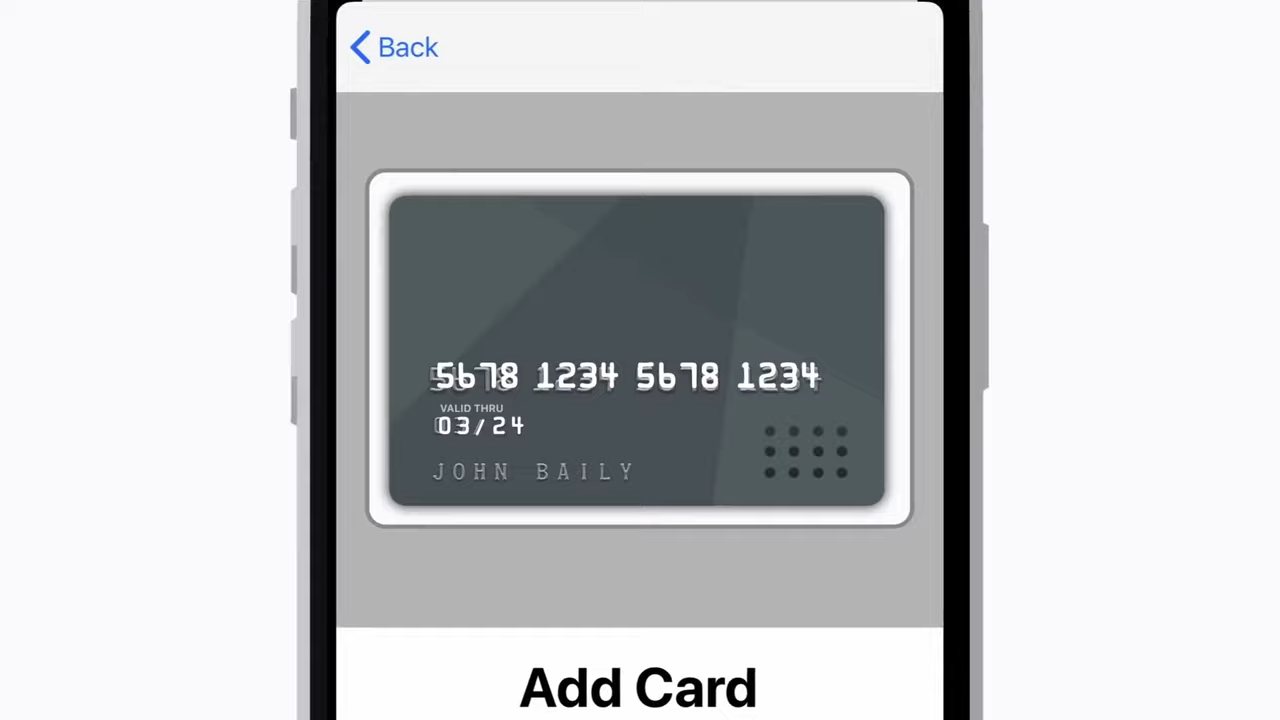 Back
5678 1234 5678 1234
VALID THRU
03/24
JOHN BAILY
Add Card